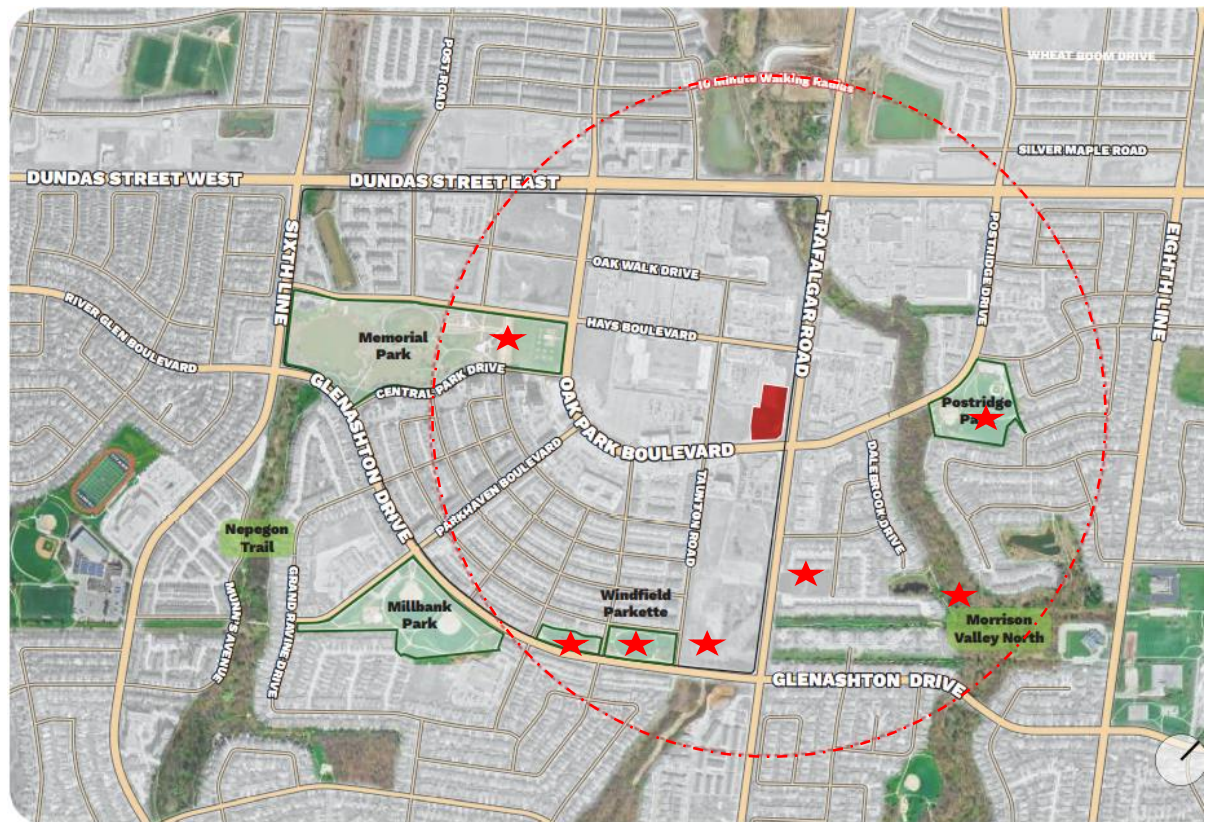 POST ROAD
WHEAT BOOM DRIVE
10 Minute Walking Radius
SILVER MAPLE ROAD
DUNDAS STREET WEST
DUNDAS STREET EAST
SIXTH LINE
TRAFALGAR ROAD
POSTRIDGE DRIVE
EIGHTH LINE
OAK WALK DRIVE
RIVER GLEN BOULEVARD
HAYS BOULEVARD
Memorial
Park
CENTRAL PARK DRIVE
GLENASHTON DRIVE
OAK PARK BOULEVARD
Postridge
Park
PARKHAVEN BOULEVARD
TAUNTON ROAD
DALEBROOK DRIVE
Nepegon
Trail
MUNN'S AVENUE
GRAND RAVINE DRIVE
Millbank
Park
Windfield
Parkette
Morrison
Valley North
GLENASHTON DRIVE